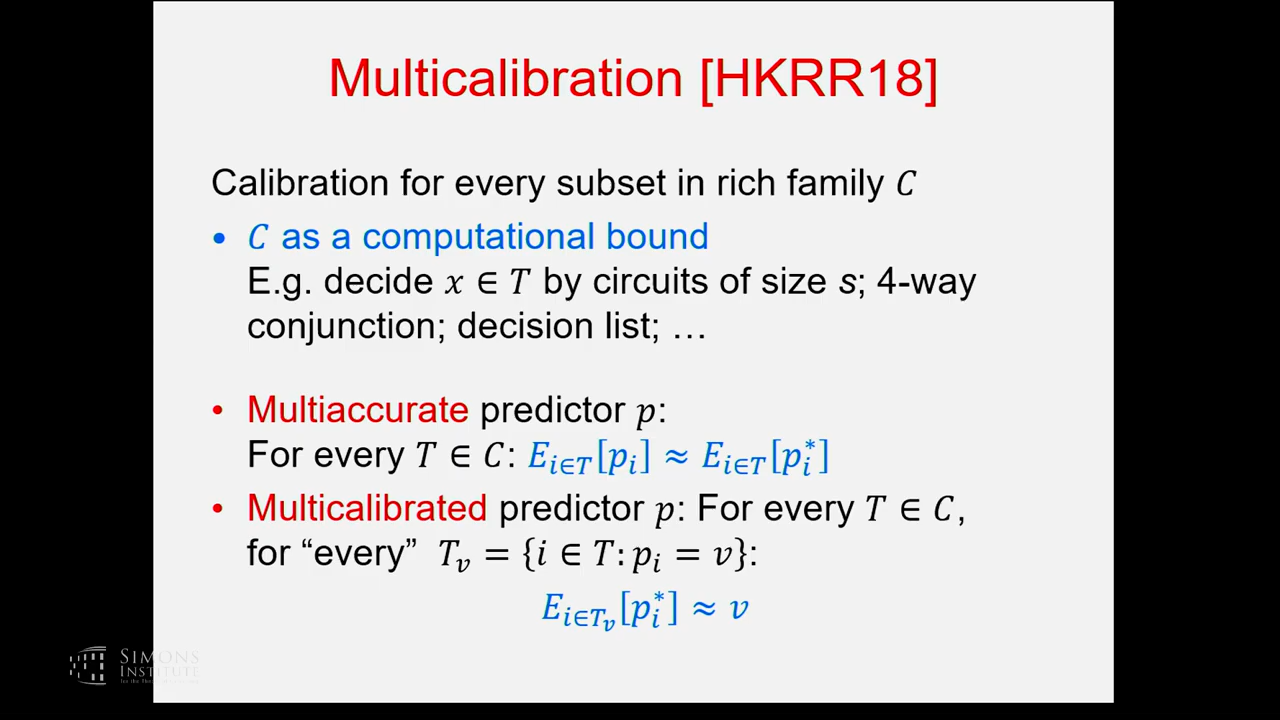 Multicalibration [HKRR18]
Calibration for every subset in rich family C
• C as a computational bound
E.g. decide x ∈ T by circuits of size s; 4-way
conjunction; decision list; …
• Multiaccurate predictor p:
For every T ∈ C: E_{i∈T}[p_i] ≈ E_{i∈T}[p_i^*]
• Multicalibrated predictor p: For every T ∈ C,
for “every” T_v = {i ∈ T: p_i = v}:
E_{i∈T_v}[p_i^*] ≈ v
SIMONS
INSTITUTE